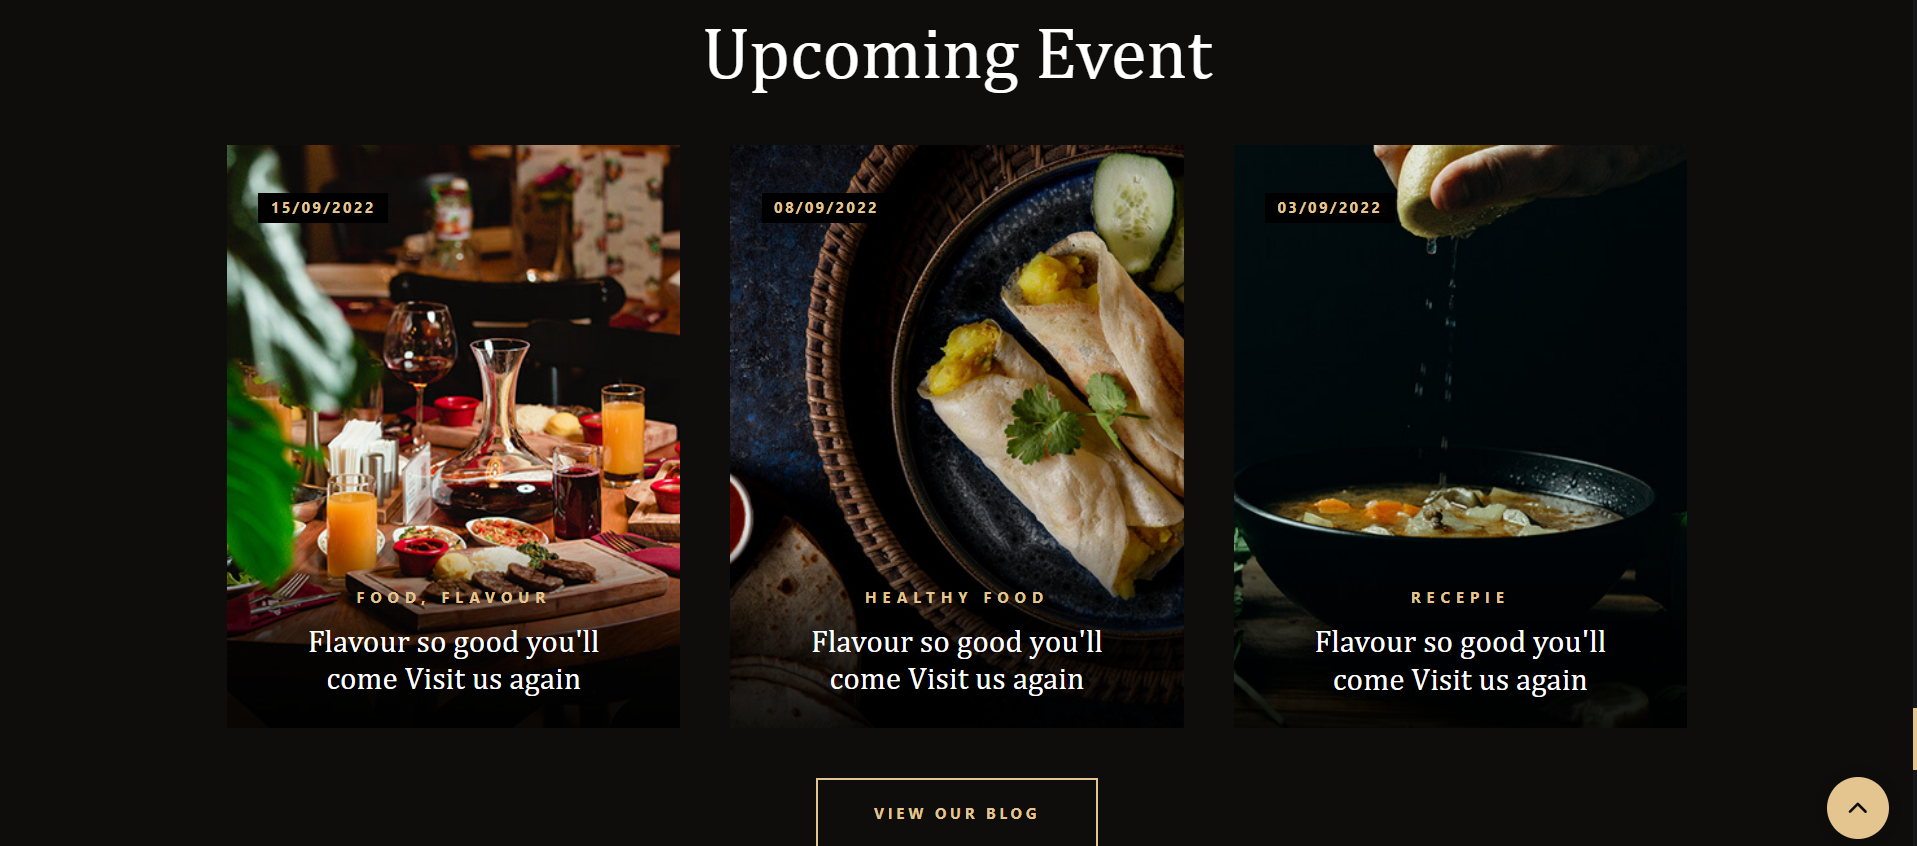 Upcoming Event
15/09/2022
FOOD, FLAVOUR
Flavour so good you'll
come Visit us again
08/09/2022
HEALTHY FOOD
Flavour so good you'll
come Visit us again
03/09/2022
RECEPIE
Flavour so good you'll
come Visit us again
VIEW OUR BLOG